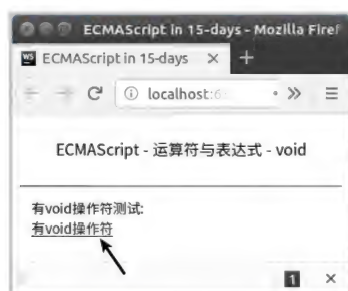 ECMAScript in 15-days - Mozilla Firef
WS ECMAScript in 15-days × +
localhost:6
ECMAScript - 运算符与表达式 - void
有void操作符测试:
有void操作符
1 ×